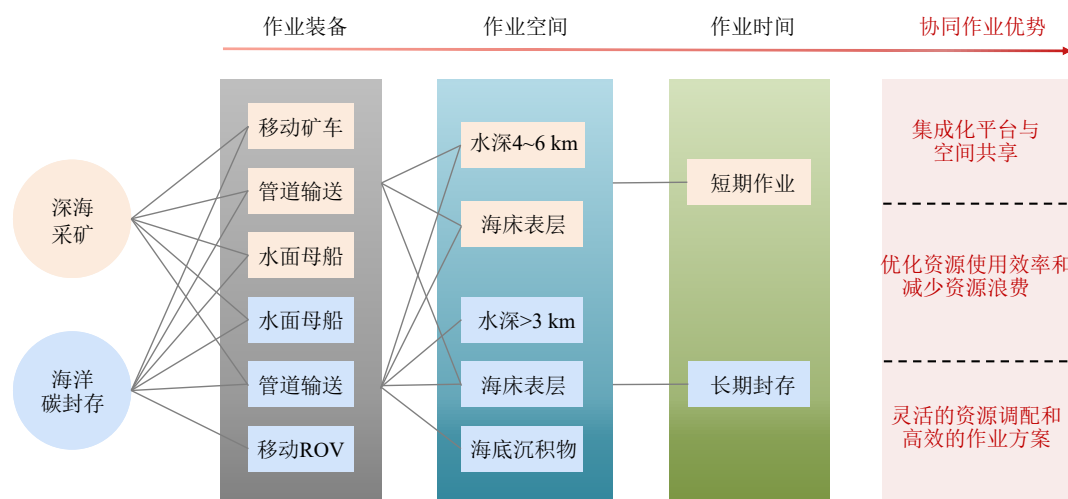 作业装备
作业空间
作业时间
协同作业优势
深海
采矿
海洋
碳封存
移动矿车
管道输送
水面母船
水面母船
管道输送
移动ROV
水深4~6 km
海床表层
水深>3 km
海床表层
海底沉积物
短期作业
长期封存
集成化平台与
空间共享
优化资源使用效率和
减少资源浪费
灵活的资源调配和
高效的作业方案